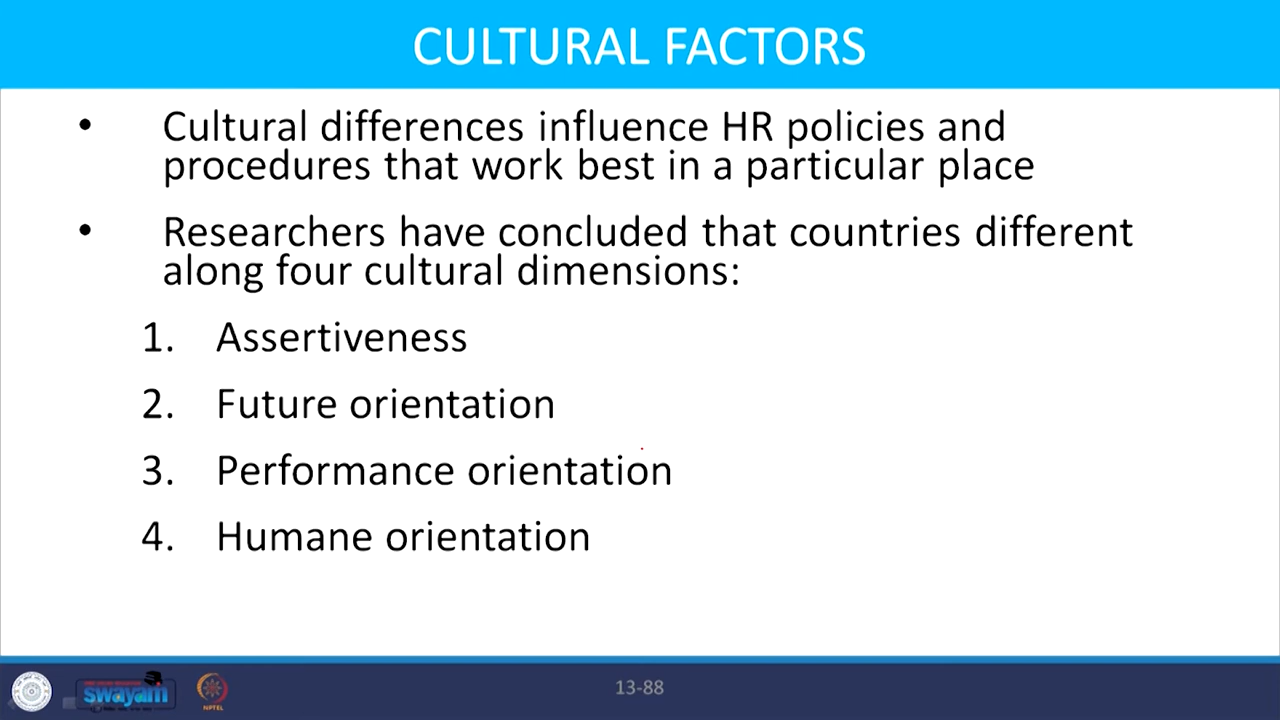 CULTURAL FACTORS
• Cultural differences influence HR policies and
procedures that work best in a particular place
• Researchers have concluded that countries different
along four cultural dimensions:
1. Assertiveness
2. Future orientation
3. Performance orientation
4. Humane orientation
swayam
NPTEL
13-88